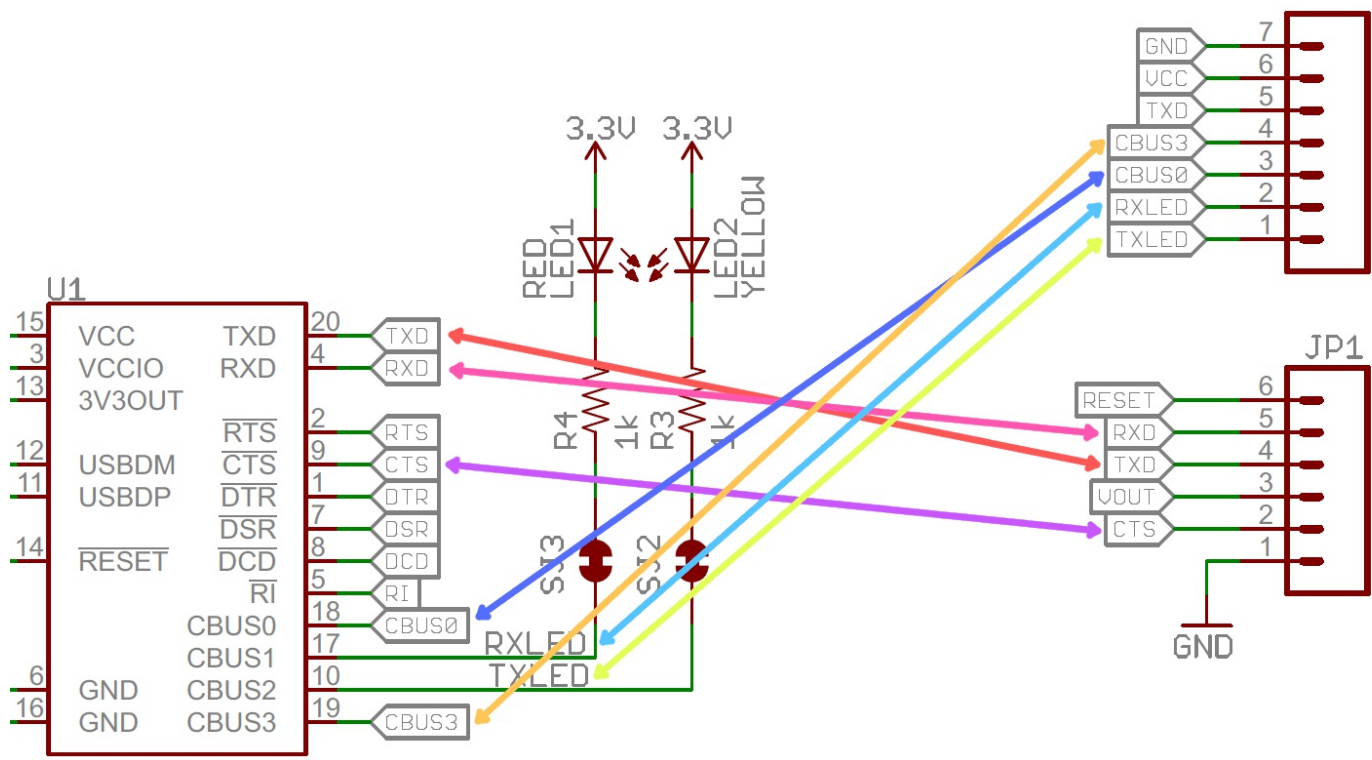 GND 7
VCC 6
TXD 5
CBUS3 4
CBUS0 3
RXLED 2
TXLED 1
3.3V 3.3V
RED
LED1
LED2
YELLOW
U1
15 VCC TXD 20 TXD
3 VCCIO RXD 4 RXD
13 3V3OUT
RTS 2 RTS
12 USBDM CTS 9 CTS
11 USBDP DTR 1 DTR
DSR 7 DSR
14 RESET DCD 8 DCD
RI 5 RI
CBUS0 18 CBUS0
CBUS1 17 RXLED
6 GND CBUS2 10 TXLED
16 GND CBUS3 19 CBUS3
R4
1k
R3
1k
SJ3
SJ2
JP1
RESET 6
RXD 5
TXD 4
VOUT 3
CTS 2
1
GND